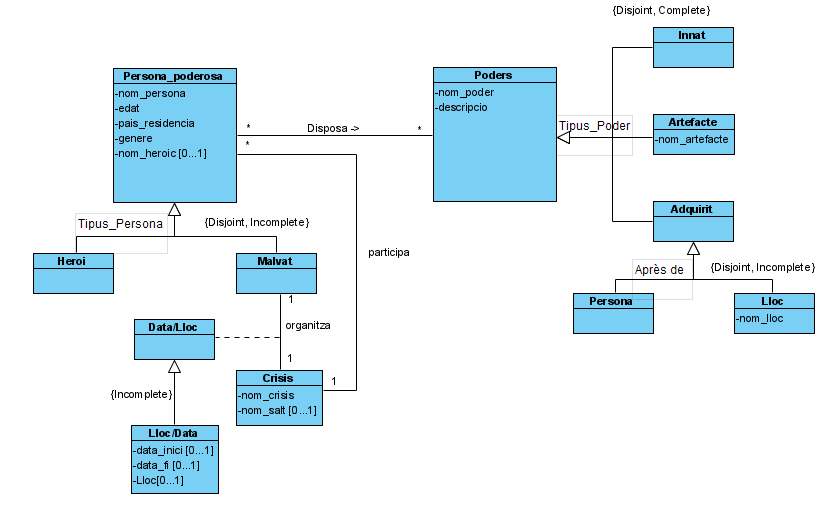 {Disjoint, Complete}
Innat
Persona_poderosa
-nom_persona
-edat
-pais_residencia
-genere
-nom_heroic [0...1]
Poders
-nom_poder
-descripcio
*
Disposa ->
*
*
Tipus_Poder
Artefacte
-nom_artefacte
Adquirit
Tipus_Persona
{Disjoint, Incomplete}
Heroi
Malvat
participa
Après de
{Disjoint, Incomplete}
Persona
Lloc
-nom_lloc
1
organitza
1
Data/Lloc
{Incomplete}
Crisis
-nom_crisis
-nom_salt [0...1]
1
Lloc/Data
-data_inici [0...1]
-data_fi [0...1]
-Lloc[0...1]